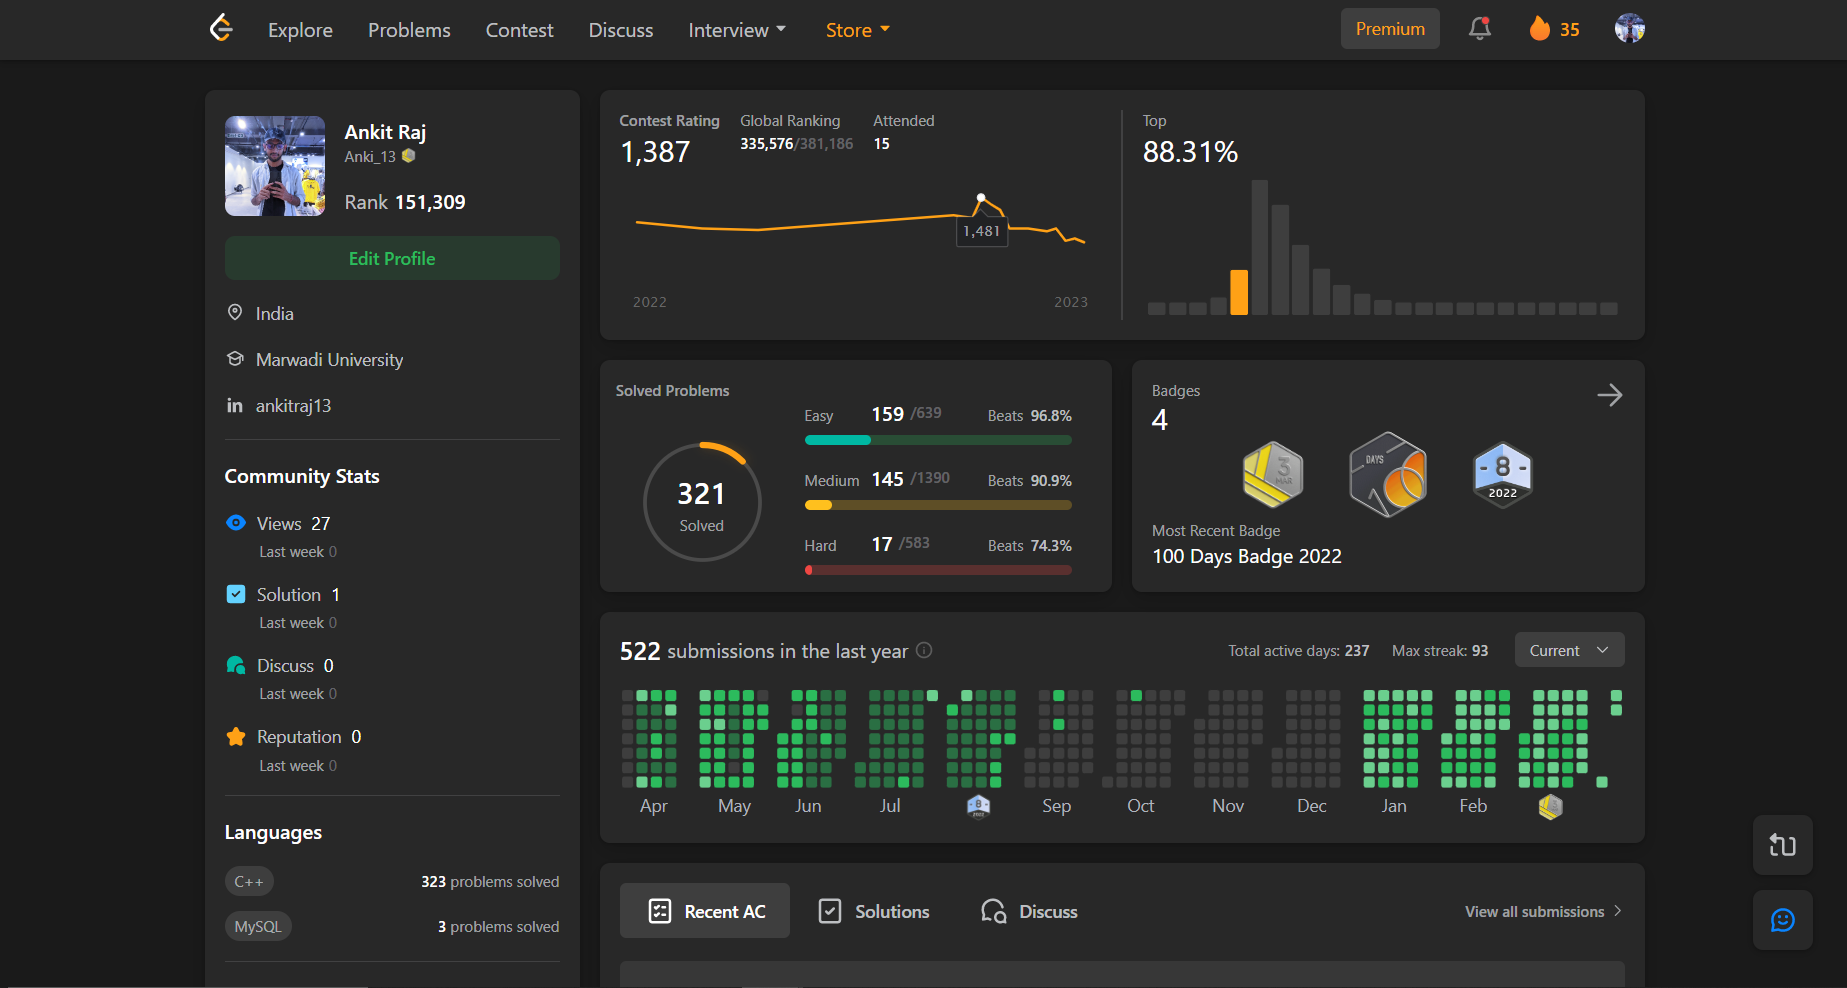 Explore Problems Contest Discuss Interview Store Premium 35
Ankit Raj
Anki_13
Rank 151,309
Edit Profile
India
Marwadi University
in ankitraj13
Community Stats
Views 27
Last week 0
Solution 1
Last week 0
Discuss 0
Last week 0
Reputation 0
Last week 0
Languages
C++ 323 problems solved
MySQL 3 problems solved
Contest Rating Global Ranking Attended
1,387 335,576/381,186 15
1,481
2022 2023
Top
88.31%
Solved Problems
321
Solved
Easy 159 /639 Beats 96.8%
Medium 145 /1390 Beats 90.9%
Hard 17 /583 Beats 74.3%
Badges
4
3
MAR
DAYS
8
2022
Most Recent Badge
100 Days Badge 2022
522 submissions in the last year Total active days: 237 Max streak: 93 Current
Apr May Jun Jul Sep Oct Nov Dec Jan Feb
Recent AC Solutions Discuss View all submissions